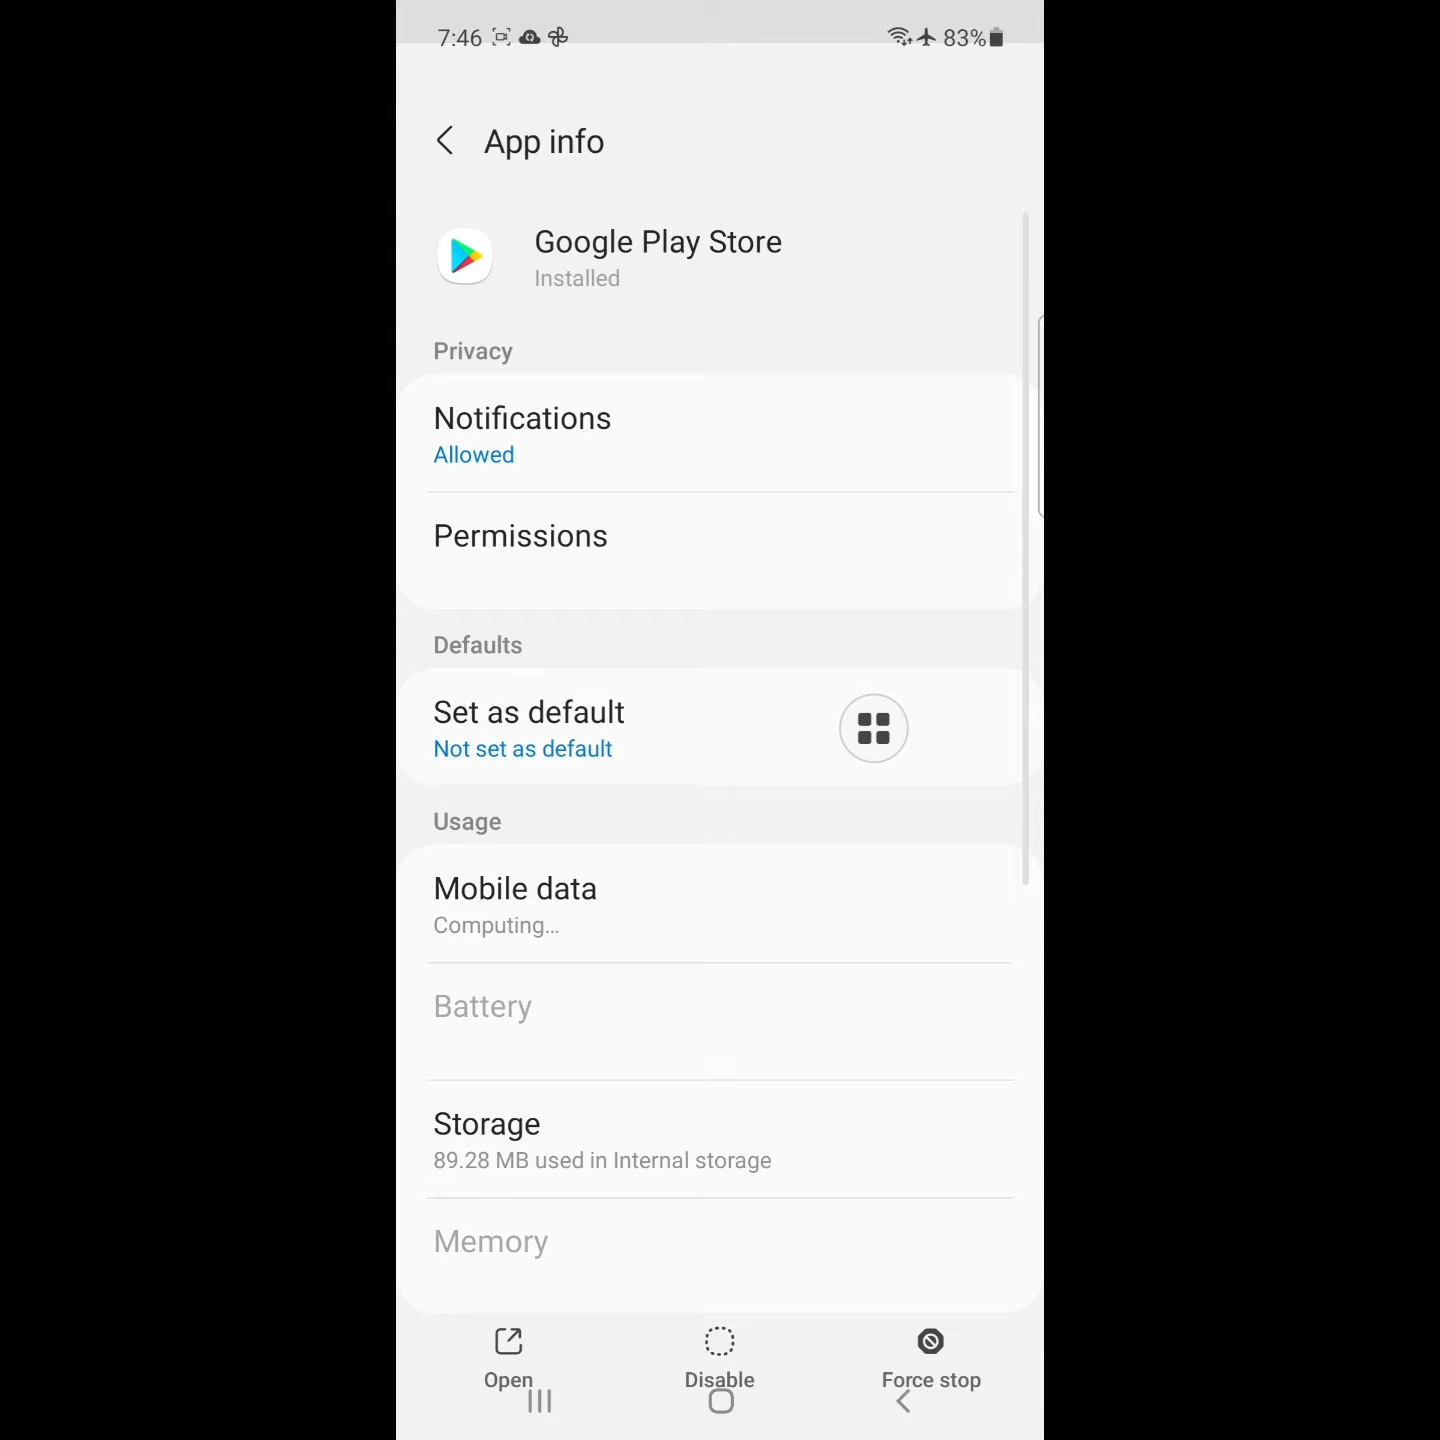 7:46
83%
App info
Google Play Store
Installed
Privacy
Notifications
Allowed
Permissions
Defaults
Set as default
Not set as default
Usage
Mobile data
Computing...
Battery
Storage
89.28 MB used in Internal storage
Memory
Open
Disable
Force stop